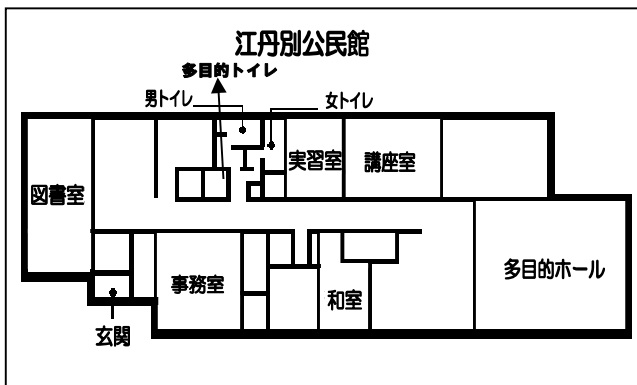 江丹別公民館
多目的トイレ
男トイレ
女トイレ
実習室
講座室
図書室
多目的ホール
事務室
和室
玄関